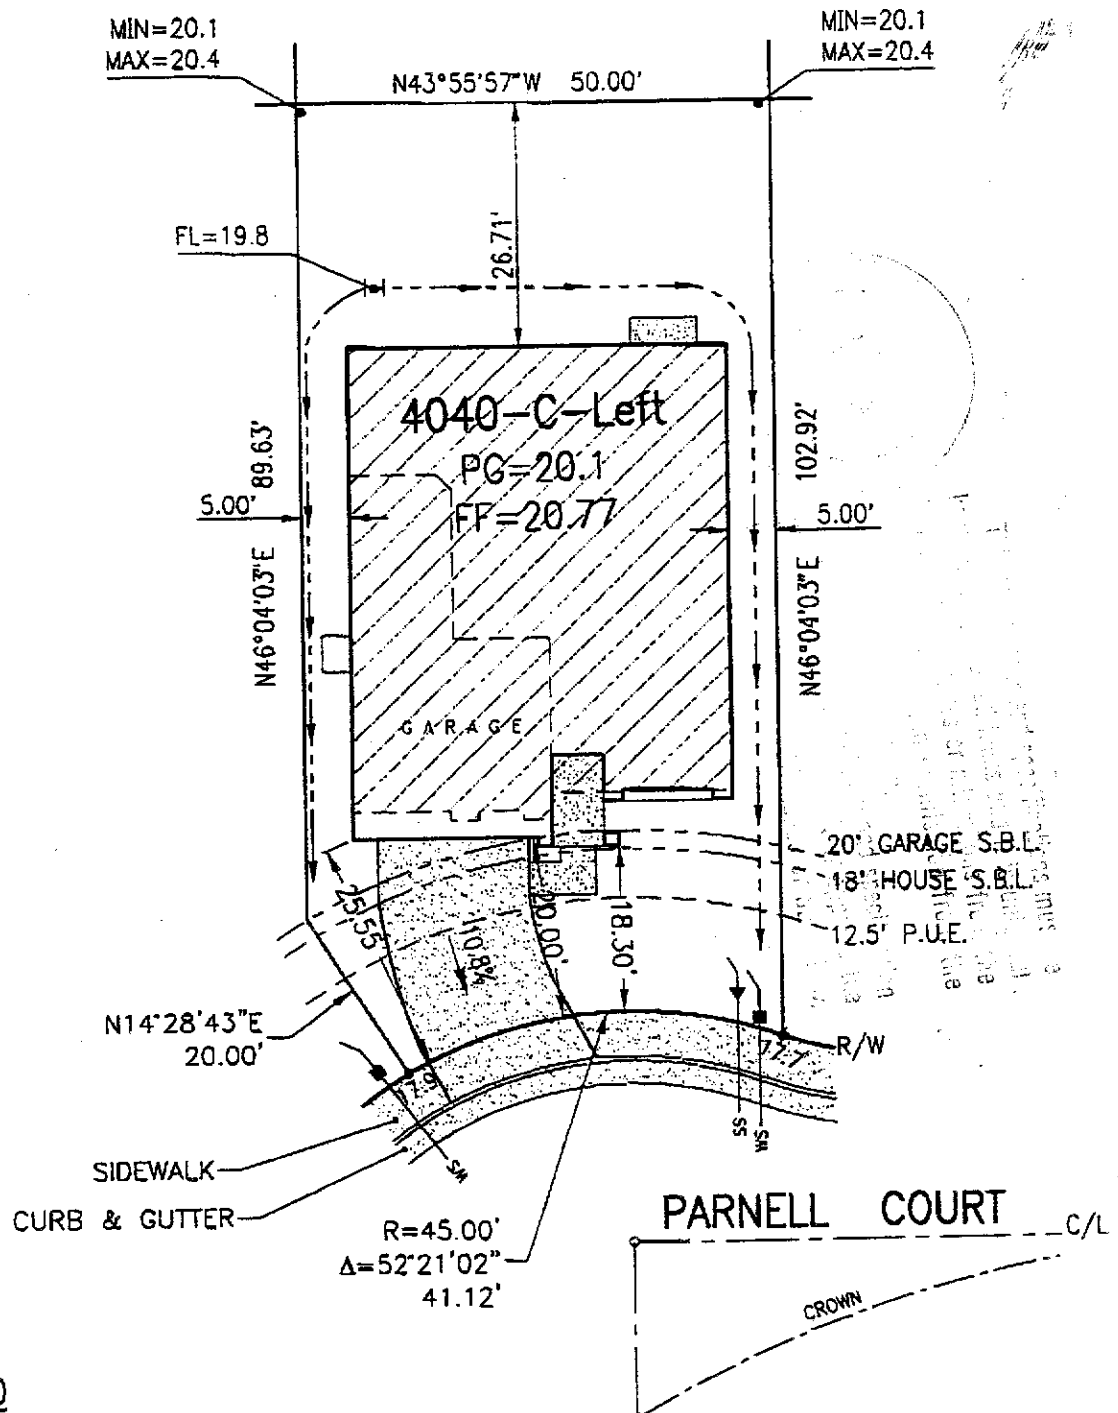 MIN=20.1
MAX=20.4
MIN=20.1
MAX=20.4
N43°55'57"W 50.00'
26.71'
FL=19.8
4040-C-Left
PG=20.1
FF=20.77
89.63'
102.92'
5.00'
5.00'
N46°04'03"E
N46°04'03"E
GARAGE
20' GARAGE S.B.L.
18' HOUSE S.B.L.
12.5' P.U.E.
25.55'
10.8%
20.00'
18.30'
N14°28'43"E
20.00'
17.7
R/W
SS
SIDEWALK
CURB & GUTTER
R=45.00'
Δ=52°21'02"
41.12'
PARNELL COURT
C/L
CROWN